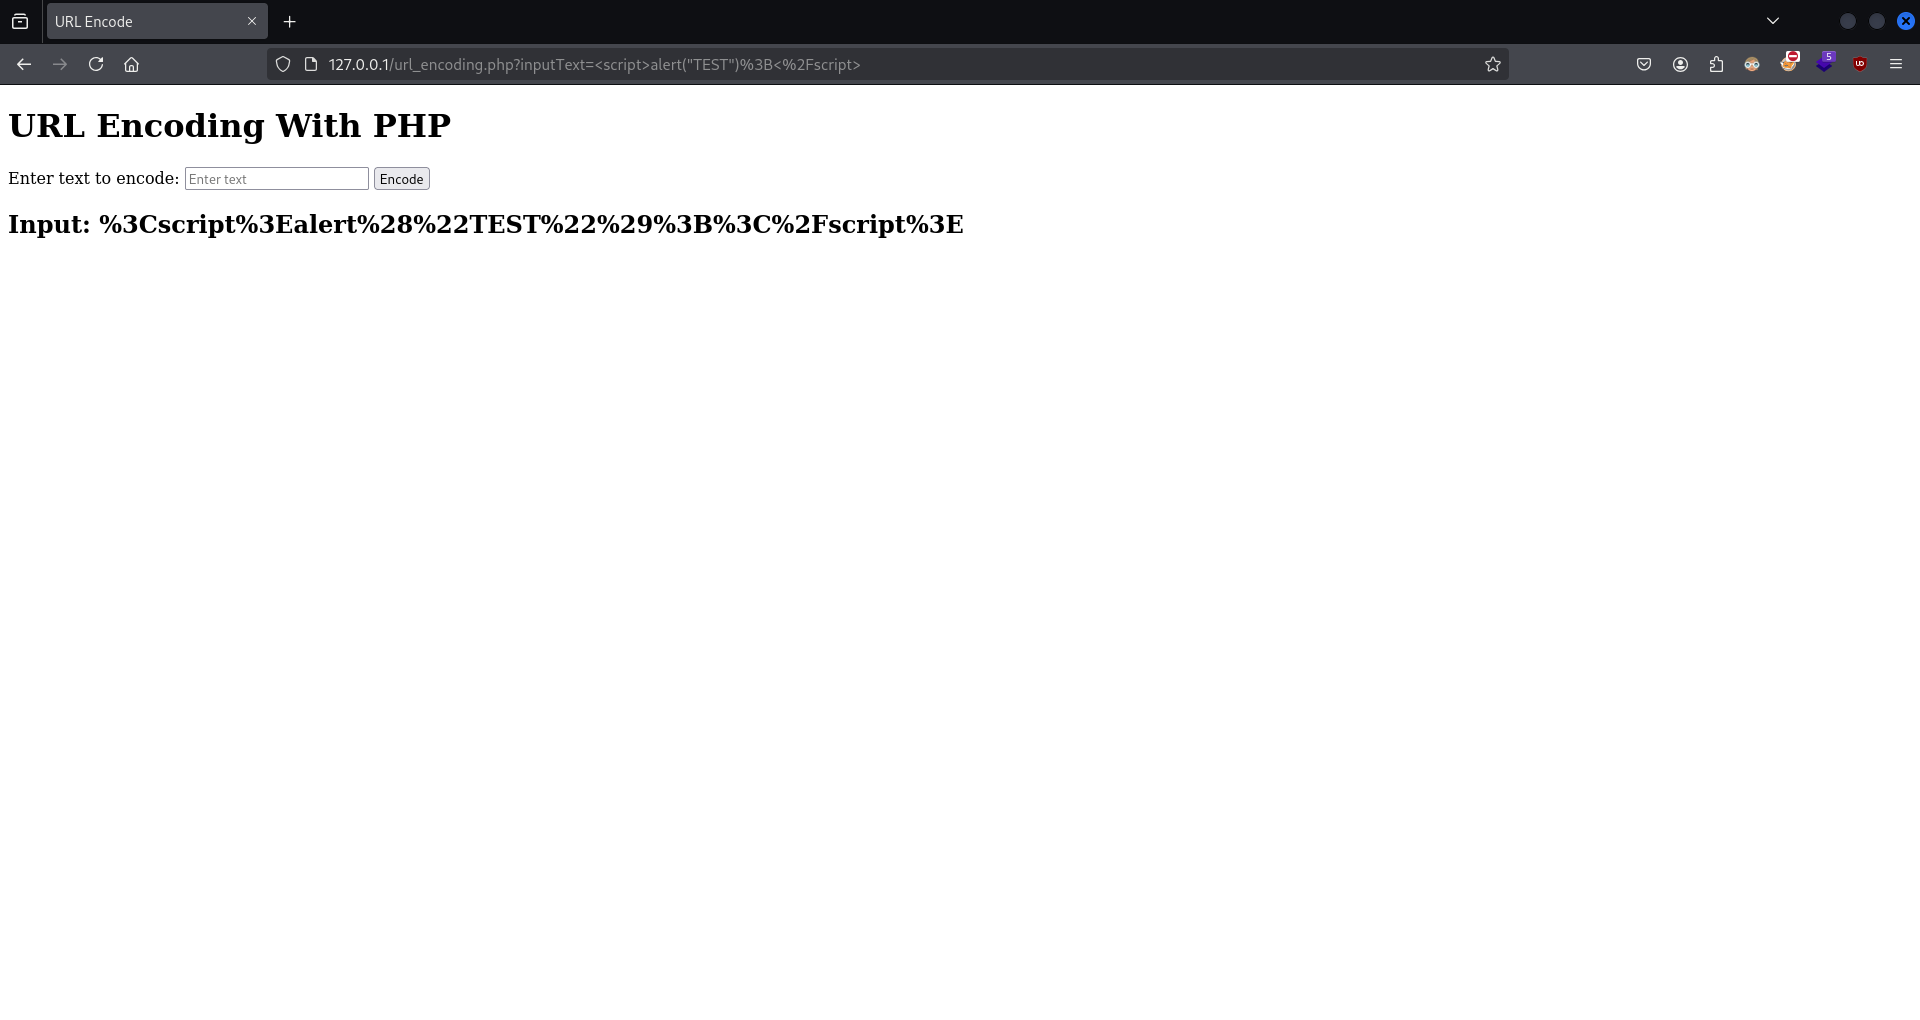 URL Encode
127.0.0.1/url_encoding.php?inputText=<script>alert("TEST")%3B<%2Fscript>
5
URL Encoding With PHP
Enter text to encode: Enter text Encode
Input: %3Cscript%3Ealert%28%22TEST%22%29%3B%3C%2Fscript%3E